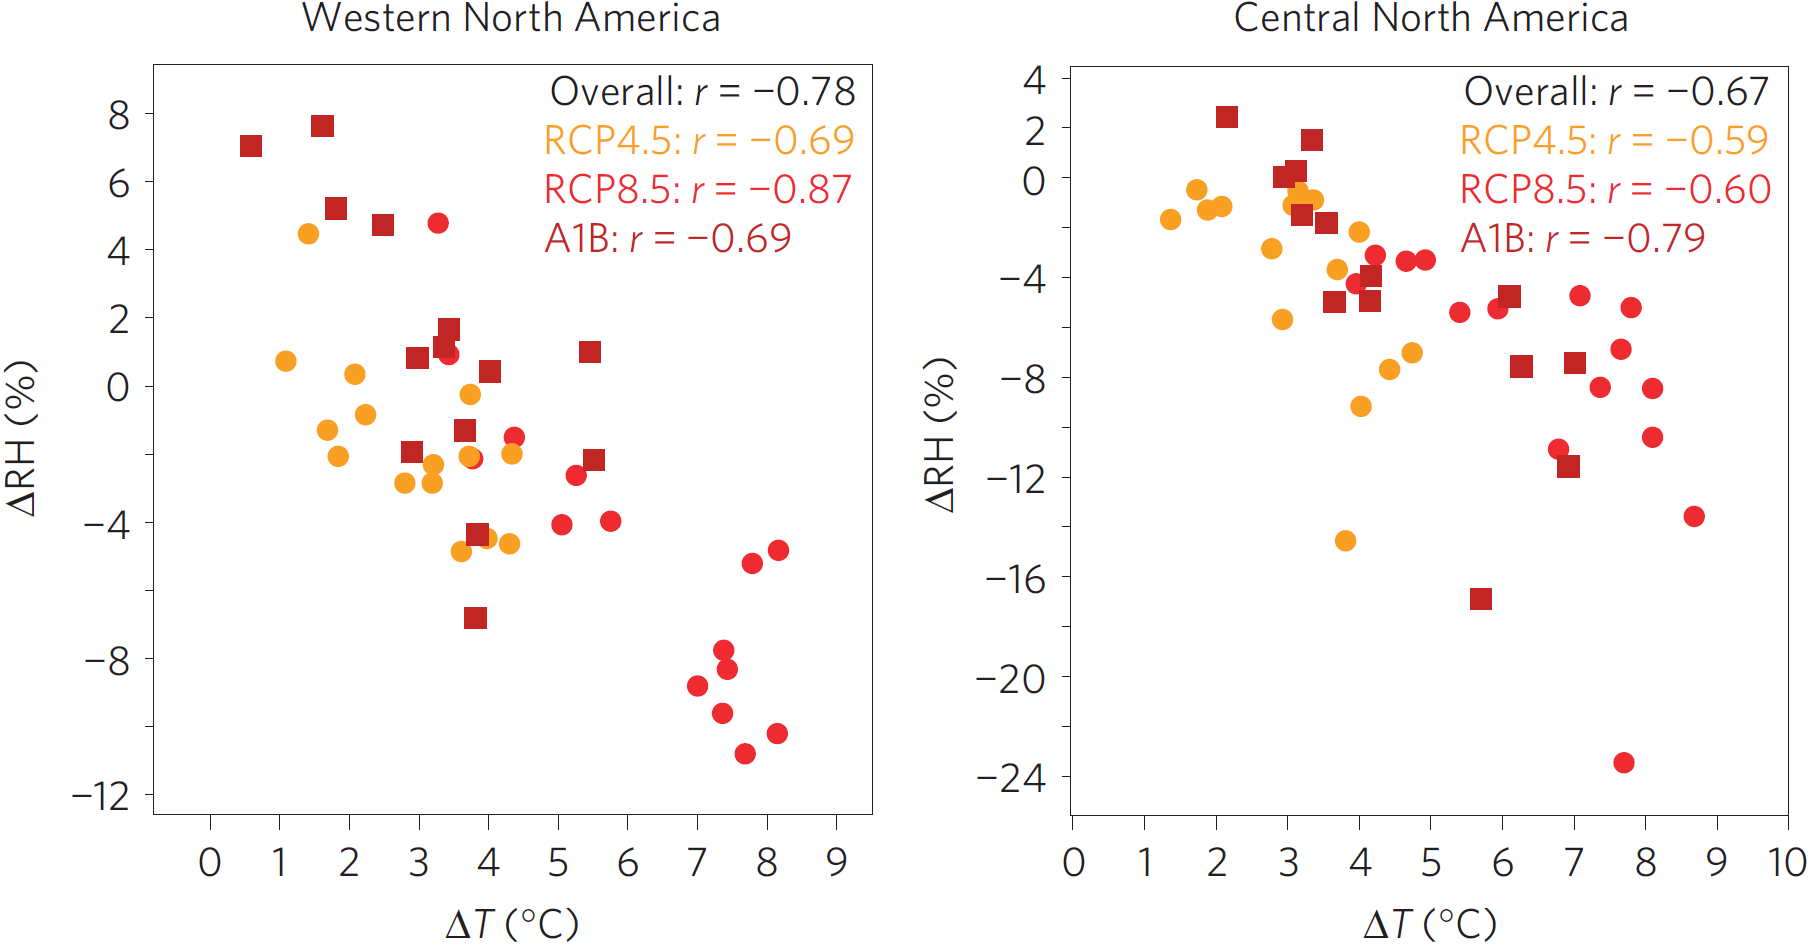 Western North America
Overall: r = −0.78
RCP4.5: r = −0.69
RCP8.5: r = −0.87
A1B: r = −0.69
8
6
4
2
0
−4
−8
−12
ΔRH (%)
0 1 2 3 4 5 6 7 8 9
ΔT (°C)
Central North America
Overall: r = −0.67
RCP4.5: r = −0.59
RCP8.5: r = −0.60
A1B: r = −0.79
4
2
0
−4
−8
−12
−16
−20
−24
ΔRH (%)
0 1 2 3 4 5 6 7 8 9 10
ΔT (°C)